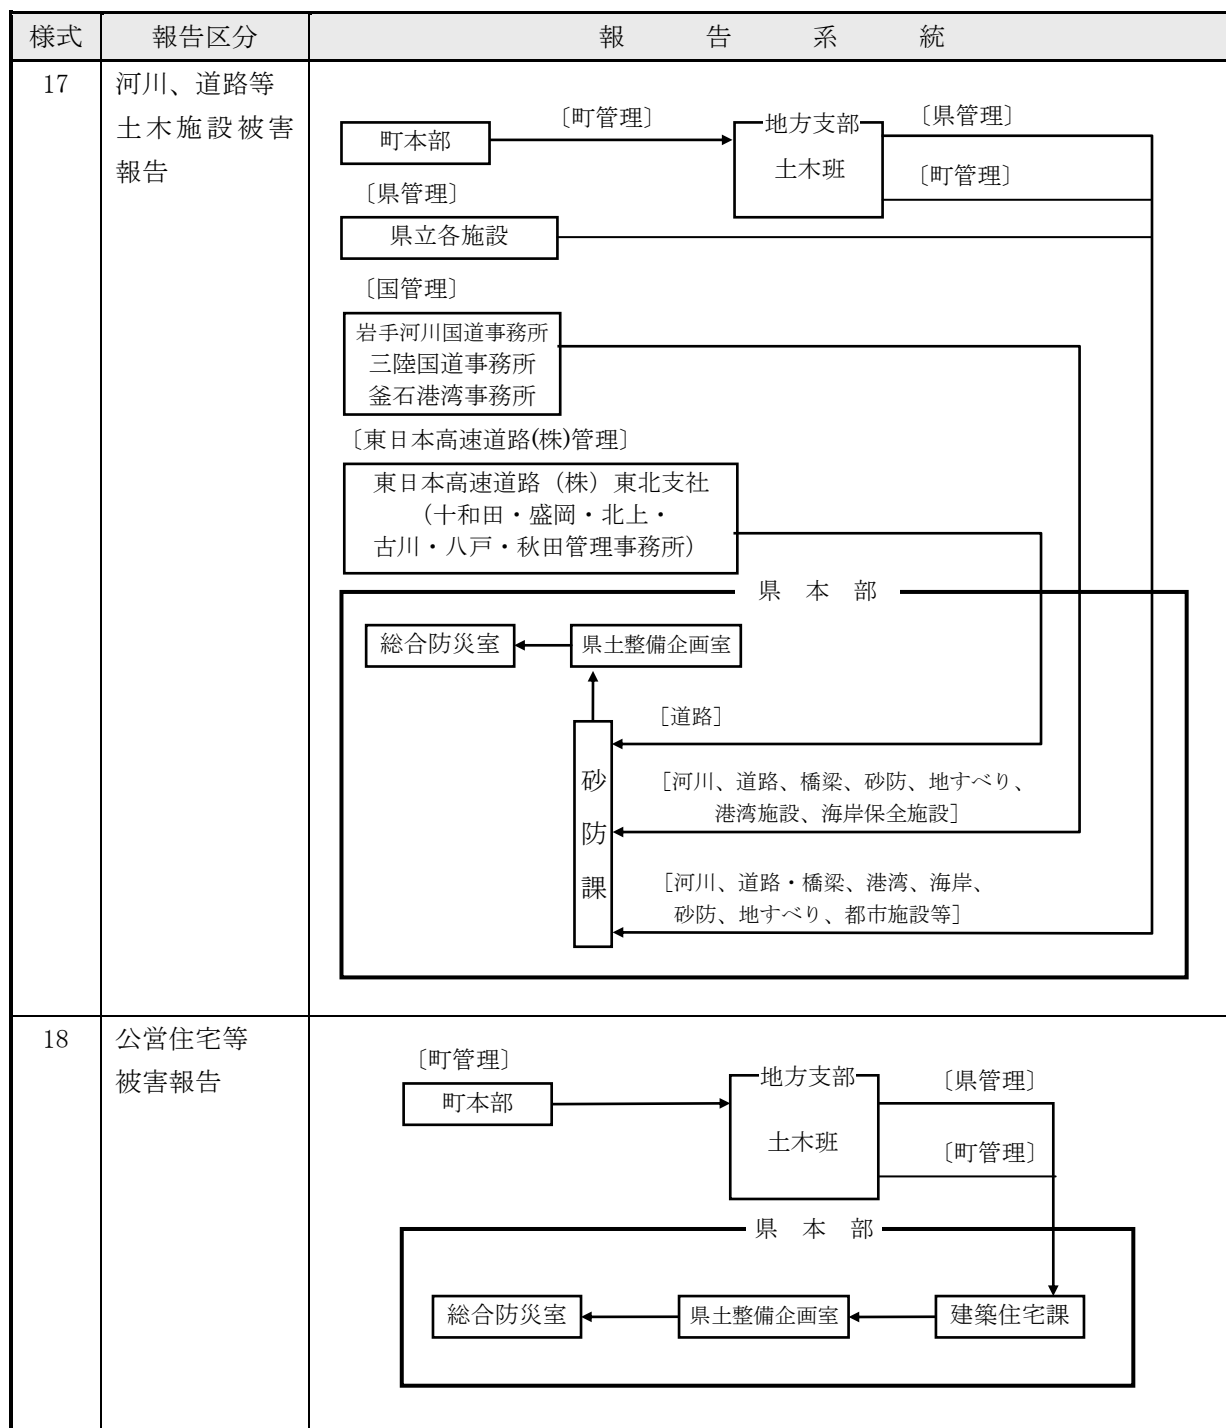 様式 報告区分 報告系統
17 河川、道路等
土木施設被害
報告
〔町管理〕
町本部
地方支部
土木班
〔県管理〕
〔町管理〕
〔県管理〕
県立各施設
〔国管理〕
岩手河川国道事務所
三陸国道事務所
釜石港湾事務所
〔東日本高速道路(株)管理〕
東日本高速道路（株）東北支社
（十和田・盛岡・北上・
古川・八戸・秋田管理事務所）
県本部
総合防災室
県土整備企画室
砂防課
［道路］
［河川、道路、橋梁、砂防、地すべり、
港湾施設、海岸保全施設］
［河川、道路・橋梁、港湾、海岸、
砂防、地すべり、都市施設等］
18 公営住宅等
被害報告
〔町管理〕
町本部
地方支部
土木班
〔県管理〕
〔町管理〕
県本部
総合防災室
県土整備企画室
建築住宅課